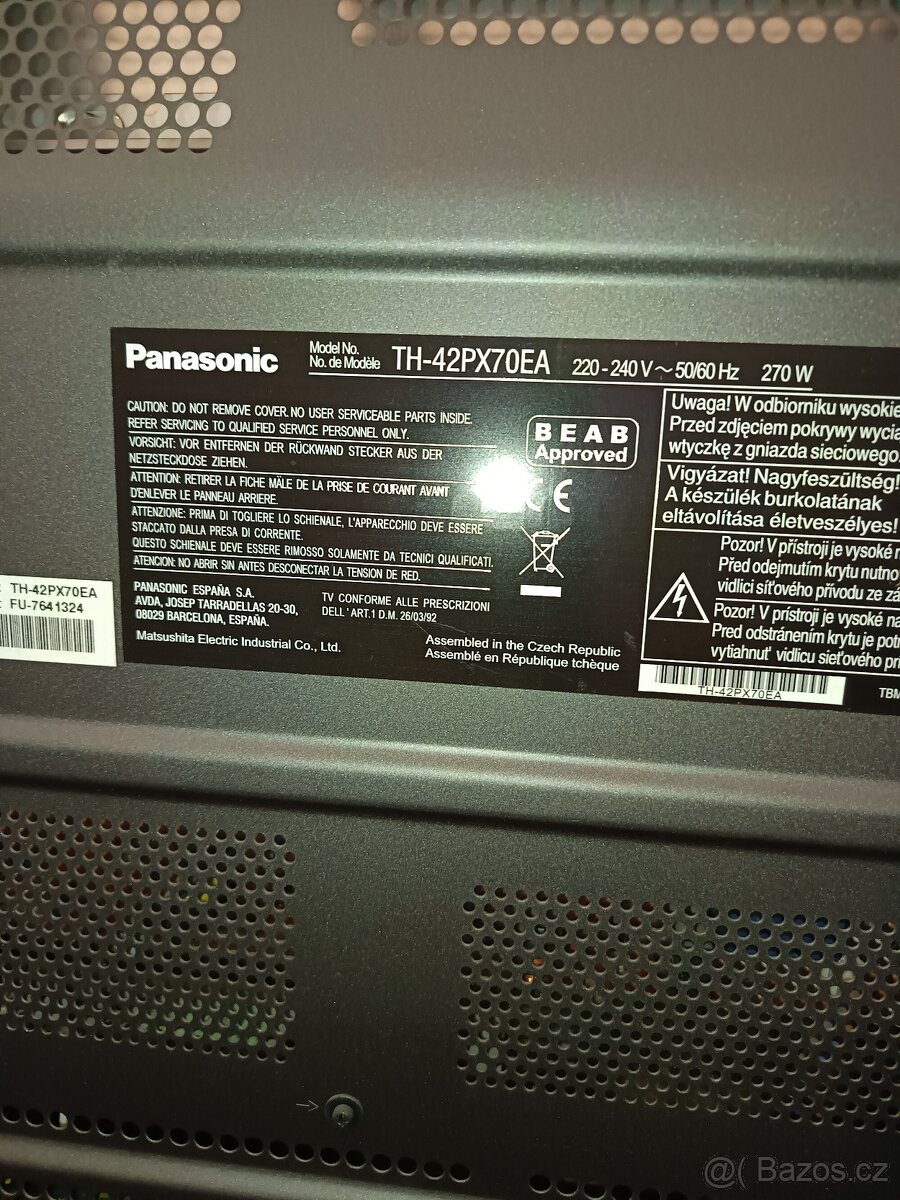 Panasonic
Model No.
No. de Modèle
TH-42PX70EA
220 - 240 V ~ 50/60 Hz 270 W
CAUTION: DO NOT REMOVE COVER. NO USER SERVICEABLE PARTS INSIDE.
REFER SERVICING TO QUALIFIED SERVICE PERSONNEL ONLY.
VORSICHT: VOR ENTFERNEN DER RÜCKWAND STECKER AUS DER
NETZSTECKDOSE ZIEHEN.
ATTENTION: RETIRER LA FICHE MÂLE DE LA PRISE DE COURANT AVANT
D'ENLEVER LE PANNEAU ARRIERE.
ATTENZIONE: PRIMA DI TOGLIERE LO SCHIENALE, L'APPARECCHIO DEVE ESSERE
STACCATO DALLA PRESA DI CORRENTE.
QUESTO SCHIENALE DEVE ESSERE RIMOSSO SOLAMENTE DA TECNICI QUALIFICATI.
ATENCION: NO ABRIR SIN ANTES DESCONECTAR LA TENSION DE RED.
PANASONIC ESPAÑA S.A.
AVDA, JOSEP TARRADELLAS 20-30,
08029 BARCELONA, ESPAÑA.
TV CONFORME ALLE PRESCRIZIONI
DELL' ART.1 D.M. 26/03/92
Matsushita Electric Industrial Co., Ltd.
Assembled in the Czech Republic
Assemblé en République tchèque
BEAB
Approved
CE
Uwaga! W odbiorniku wysokie
Przed zdjęciem pokrywy wycią
wtyczkę z gniazda sieciowego.
Vigyázat! Nagyfeszültség!
A készülék burkolatának
eltávolítása életveszélyes!
Pozor! V přístroji je vysoké n
Před odejmutím krytu nutno
vidlici síťového přívodu ze zá
Pozor! V prístroji je vysoké na
Pred odstránením krytu je pot
vytiahnuť vidlicu sieťového prí
TH-42PX70EA
TBM
TH-42PX70EA
FU-7641324
@( Bazos.cz